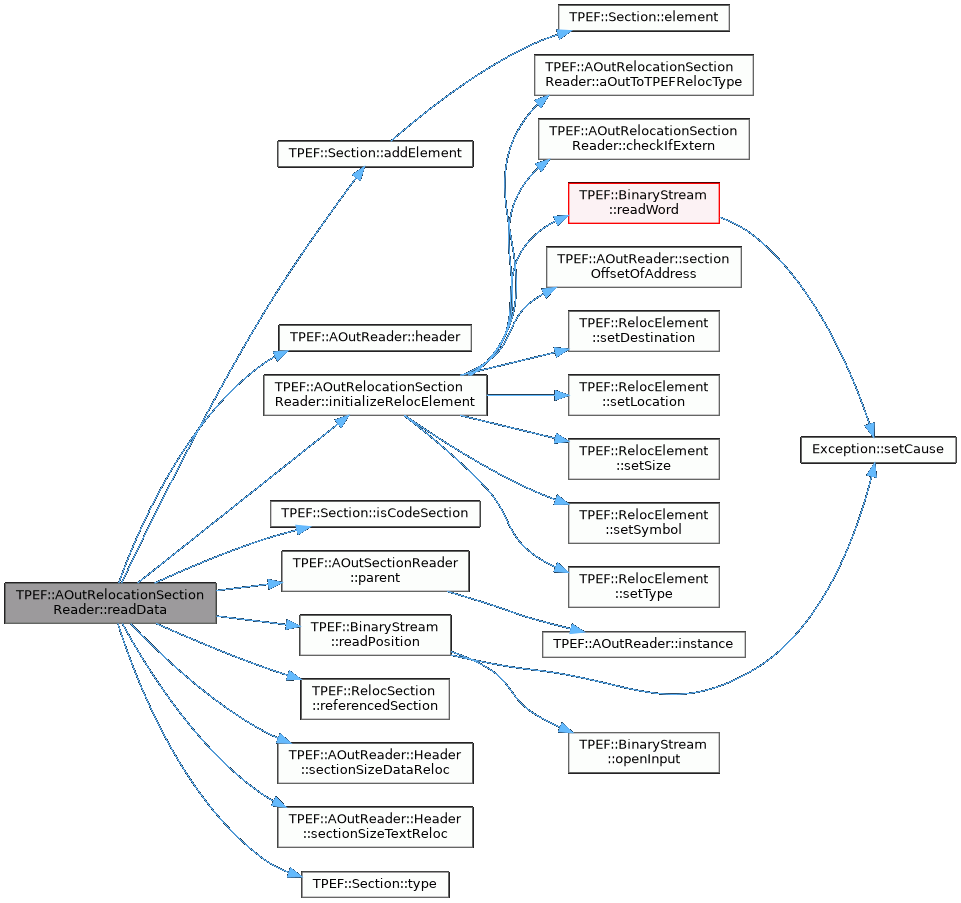 TPEF::Section::element
TPEF::AOutRelocationSection
Reader::aOutToTPEFRelocType
TPEF::AOutRelocationSection
Reader::checkIfExtern
TPEF::Section::addElement
TPEF::BinaryStream
::readWord
TPEF::AOutReader::section
OffsetOfAddress
TPEF::AOutReader::header
TPEF::RelocElement
::setDestination
TPEF::AOutRelocationSection
Reader::initializeRelocElement
TPEF::RelocElement
::setLocation
Exception::setCause
TPEF::RelocElement
::setSize
TPEF::Section::isCodeSection
TPEF::RelocElement
::setSymbol
TPEF::AOutSectionReader
::parent
TPEF::RelocElement
::setType
TPEF::AOutRelocationSection
Reader::readData
TPEF::BinaryStream
::readPosition
TPEF::AOutReader::instance
TPEF::RelocSection
::referencedSection
TPEF::AOutReader::Header
::sectionSizeDataReloc
TPEF::BinaryStream
::openInput
TPEF::AOutReader::Header
::sectionSizeTextReloc
TPEF::Section::type